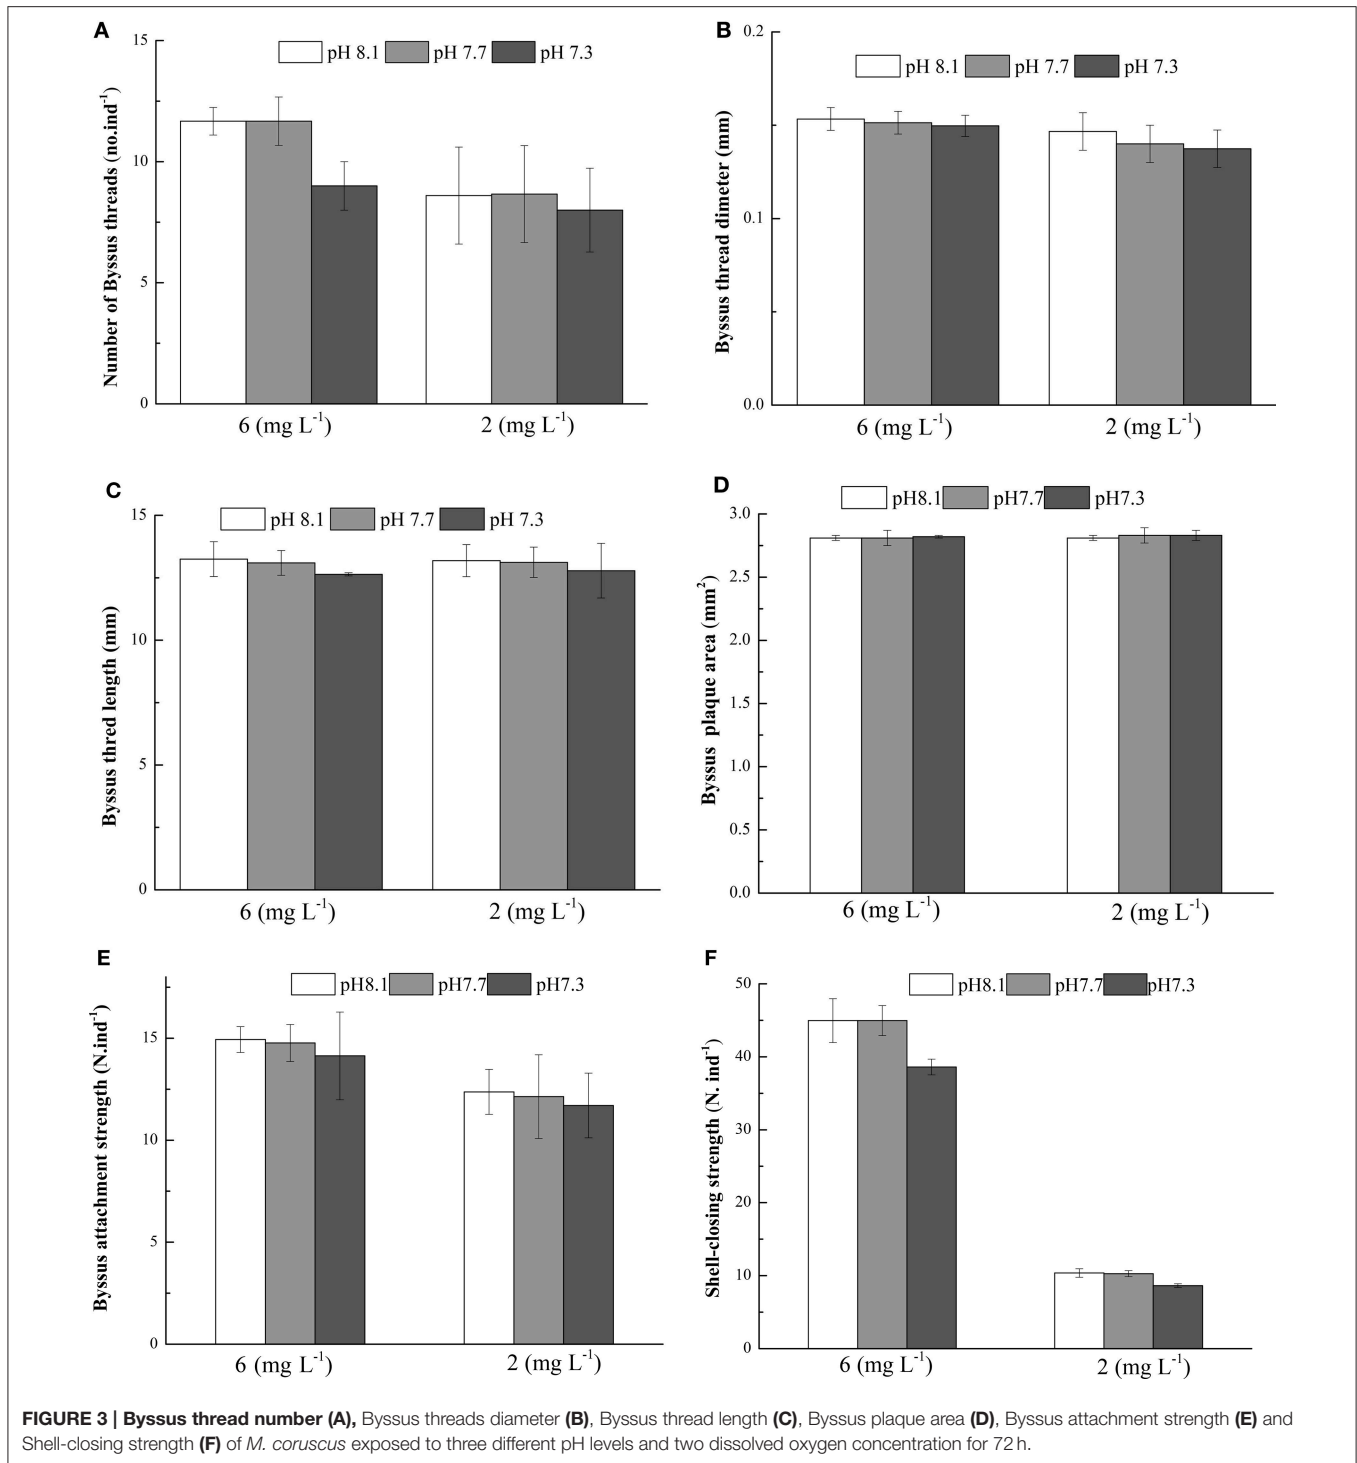 A
15
10
5
0
Number of Byssus threads (no.ind-1)
pH 8.1 pH 7.7 pH 7.3
6 (mg L-1) 2 (mg L-1)
B
0.2
0.1
0.0
Byssus thread dimeter (mm)
pH 8.1 pH 7.7 pH 7.3
6 (mg L-1) 2 (mg L-1)
C
15
10
5
0
Byssus thred length (mm)
pH 8.1 pH 7.7 pH 7.3
6 (mg L-1) 2 (mg L-1)
D
3.0
2.5
2.0
1.5
1.0
0.5
0.0
Byssus plaque area (mm2)
pH8.1 pH7.7 pH7.3
6 (mg L-1) 2 (mg L-1)
E
15
10
5
0
Byssus attachment strength (N.ind-1)
pH8.1 pH7.7 pH7.3
6 (mg L-1) 2 (mg L-1)
F
50
40
30
20
10
0
Shell-closing strength (N. ind-1)
pH8.1 pH7.7 pH7.3
6 (mg L-1) 2 (mg L-1)
FIGURE 3 | Byssus thread number (A), Byssus threads diameter (B), Byssus thread length (C), Byssus plaque area (D), Byssus attachment strength (E) and
Shell-closing strength (F) of M. coruscus exposed to three different pH levels and two dissolved oxygen concentration for 72 h.